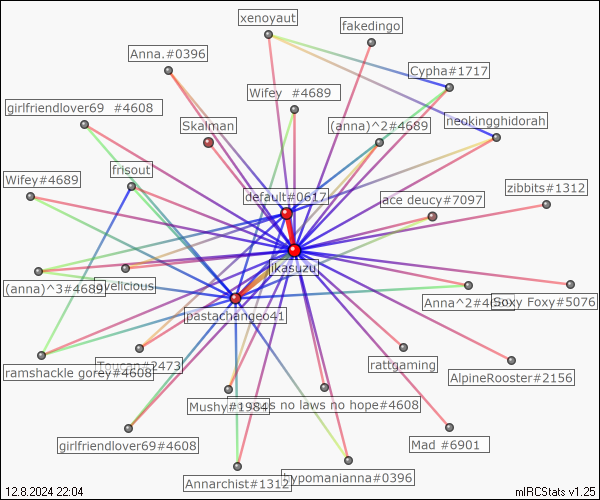 xenoyaut
fakedingo
Anna.#0396
Cypha#1717
Wifey #4689
girlfriendlover69 #4608
Skalman
(anna)^2#4689
neokingghidorah
frisout
Wifey#4689
default#0617
ace deucy#7097
zibbits#1312
Ikasuzu
(anna)^3#4689
ovelicious
Anna^2#4
Soxy Foxy#5076
pastachangeo41
ramshackle gorey#4608
Toucan#2473
rattgaming
AlpineRooster#2156
Mushy#1984
s no laws no hope#4608
girlfriendlover69#4608
Mad #6901
Annarchist#1312
hypomanianna#0396
12.8.2024 22:04
mIRCStats v1.25